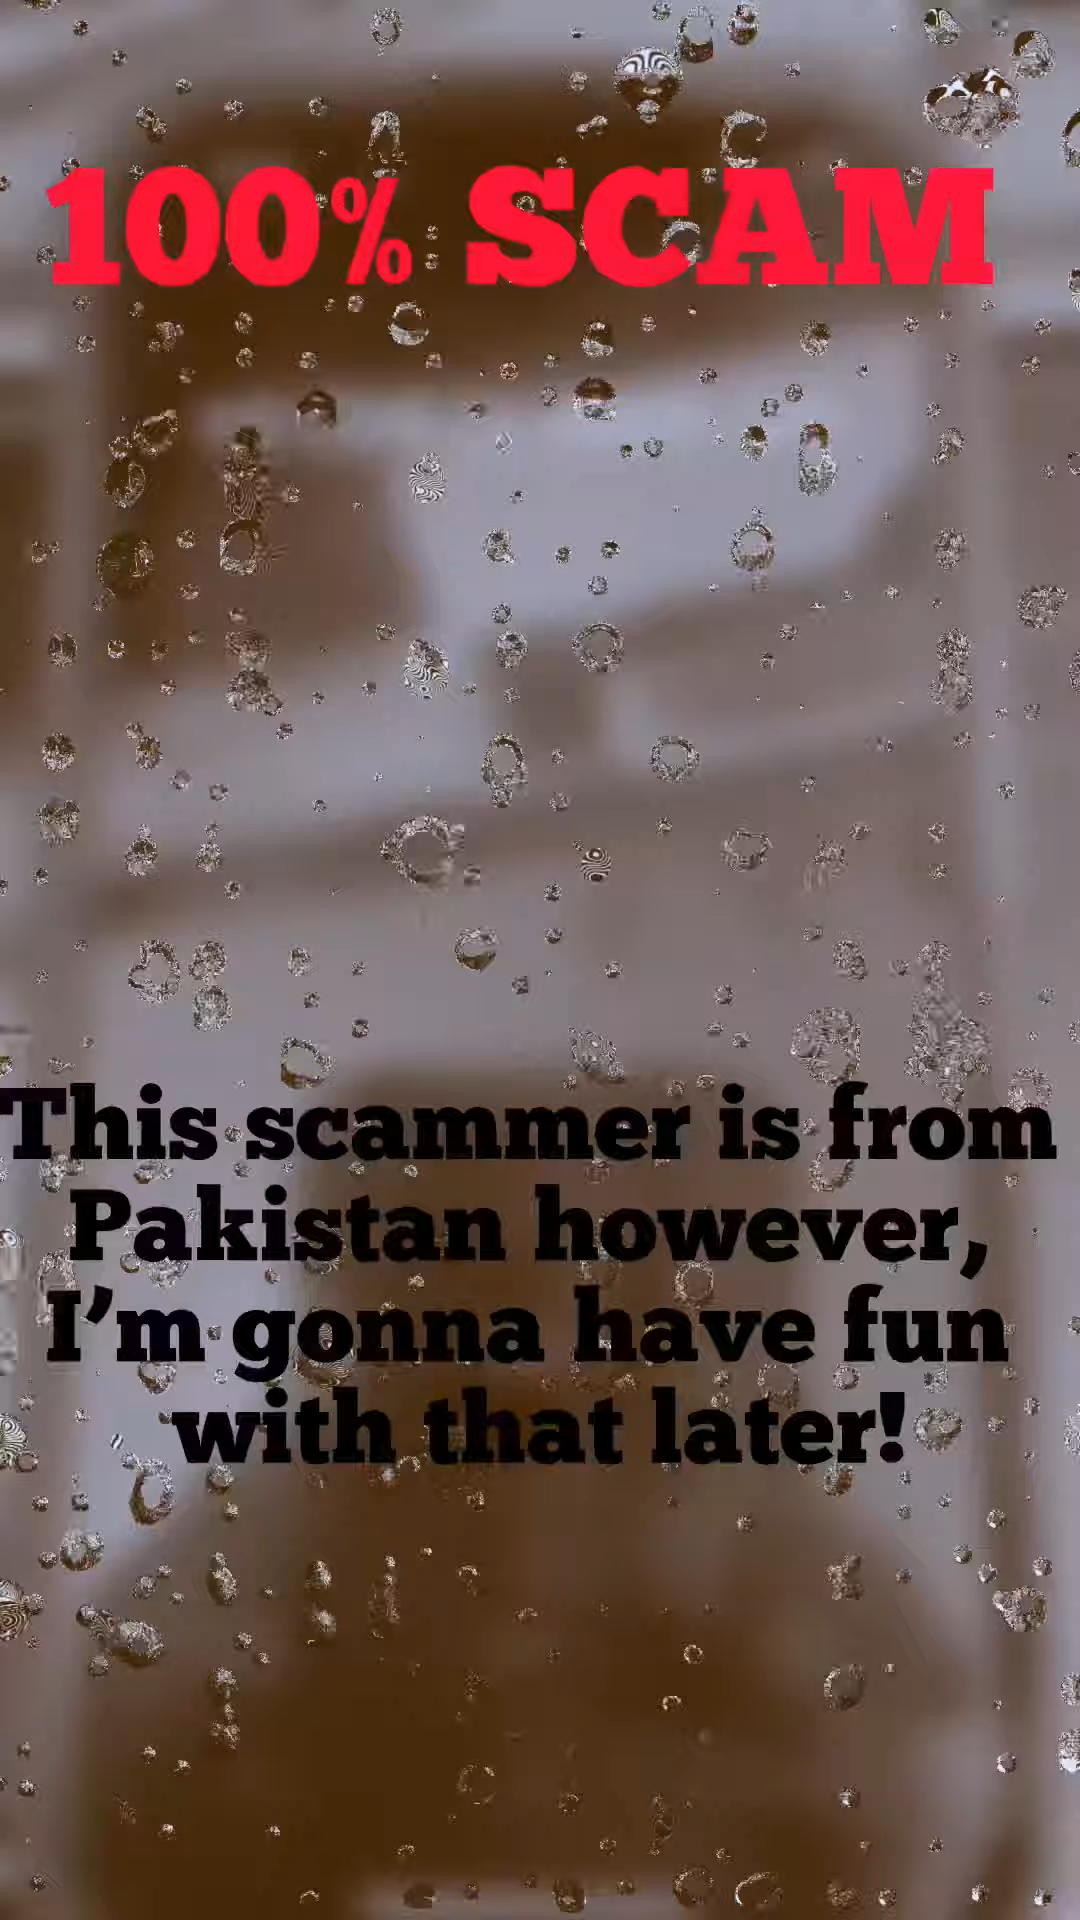 100% SCAM
This scammer is from
Pakistan however,
I’m gonna have fun
with that later!